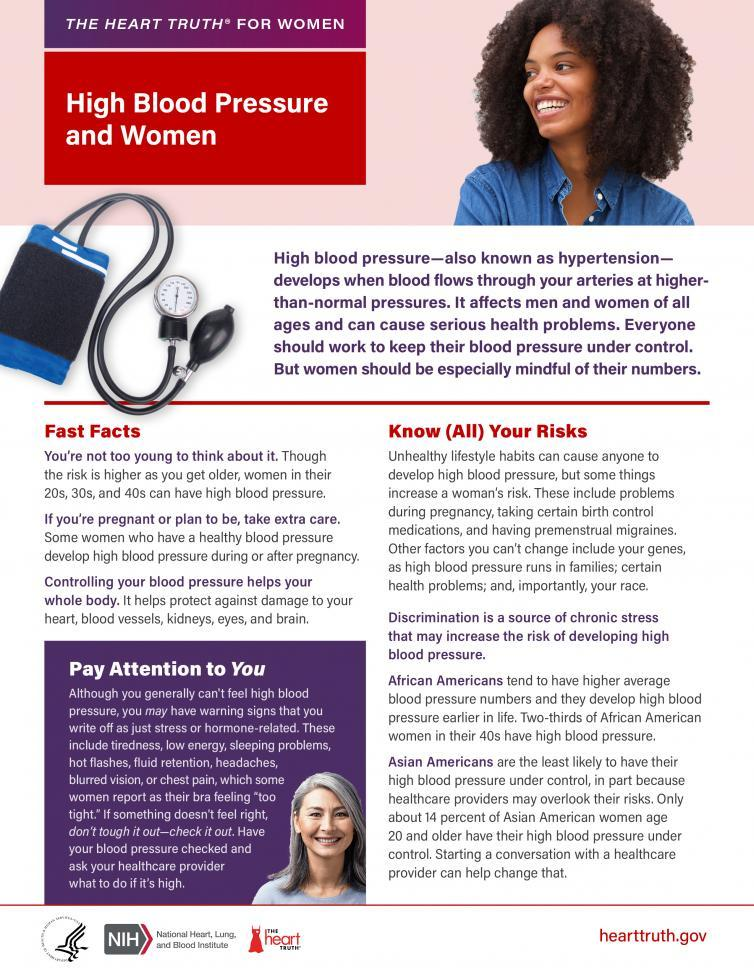 THE HEART TRUTH® FOR WOMEN
High Blood Pressure
and Women
High blood pressure—also known as hypertension—
develops when blood flows through your arteries at higher-
than-normal pressures. It affects men and women of all
ages and can cause serious health problems. Everyone
should work to keep their blood pressure under control.
But women should be especially mindful of their numbers.
Fast Facts
You're not too young to think about it. Though
the risk is higher as you get older, women in their
20s, 30s, and 40s can have high blood pressure.
If you're pregnant or plan to be, take extra care.
Some women who have a healthy blood pressure
develop high blood pressure during or after pregnancy.
Controlling your blood pressure helps your
whole body. It helps protect against damage to your
heart, blood vessels, kidneys, eyes, and brain.
Pay Attention to You
Although you generally can't feel high blood
pressure, you may have warning signs that you
write off as just stress or hormone-related. These
include tiredness, low energy, sleeping problems,
hot flashes, fluid retention, headaches,
blurred vision, or chest pain, which some
women report as their bra feeling "too
tight." If something doesn't feel right,
don't tough it out—check it out. Have
your blood pressure checked and
ask your healthcare provider
what to do if it's high.
Know (All) Your Risks
Unhealthy lifestyle habits can cause anyone to
develop high blood pressure, but some things
increase a woman's risk. These include problems
during pregnancy, taking certain birth control
medications, and having premenstrual migraines.
Other factors you can't change include your genes,
as high blood pressure runs in families; certain
health problems; and, importantly, your race.
Discrimination is a source of chronic stress
that may increase the risk of developing high
blood pressure.
African Americans tend to have higher average
blood pressure numbers and they develop high blood
pressure earlier in life. Two-thirds of African American
women in their 40s have high blood pressure.
Asian Americans are the least likely to have their
high blood pressure under control, in part because
healthcare providers may overlook their risks. Only
about 14 percent of Asian American women age
20 and older have their high blood pressure under
control. Starting a conversation with a healthcare
provider can help change that.
NIH
National Heart, Lung,
and Blood Institute
THE
heart
TRUTH®
hearttruth.gov